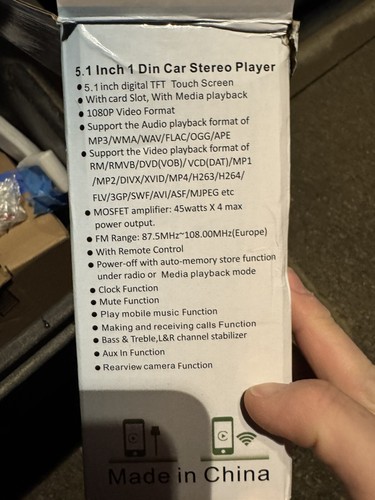 5.1 Inch 1 Din Car Stereo Player
● 5.1 inch digital TFT Touch Screen
● With card Slot, With Media playback
● 1080P Video Format
● Support the Audio playback format of
MP3/WMA/WAV/FLAC/OGG/APE
● Support the Video playback format of
RM/RMVB/DVD(VOB)/ VCD(DAT)/MP1
/MP2/DIVX/XVID/MP4/H263/H264/
FLV/3GP/SWF/AVI/ASF/MJPEG etc
● MOSFET amplifier: 45watts X 4 max
power output.
● FM Range: 87.5MHz~108.00MHz(Europe)
● With Remote Control
● Power-off with auto-memory store function
under radio or Media playback mode
● Clock Function
● Mute Function
● Play mobile music Function
● Making and receiving calls Function
● Bass & Treble,L&R channel stabilizer
● Aux In Function
● Rearview camera Function
Made in China